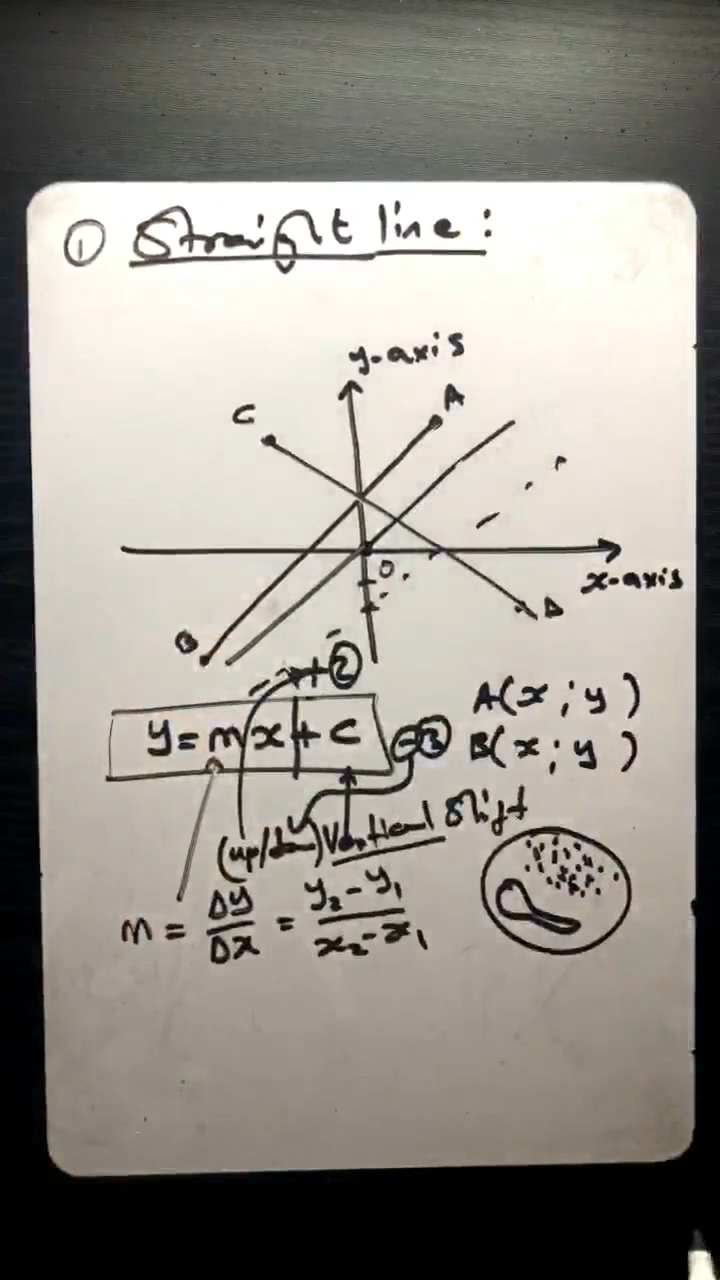 ① Straight line:
y-axis
C A
O
x-axis
B D
+ ②
y = mx + c - ③
A(x ; y)
B(x ; y)
(up/down) Vertical Shift
m = Δy/Δx = y₂-y₁/x₂-x₁